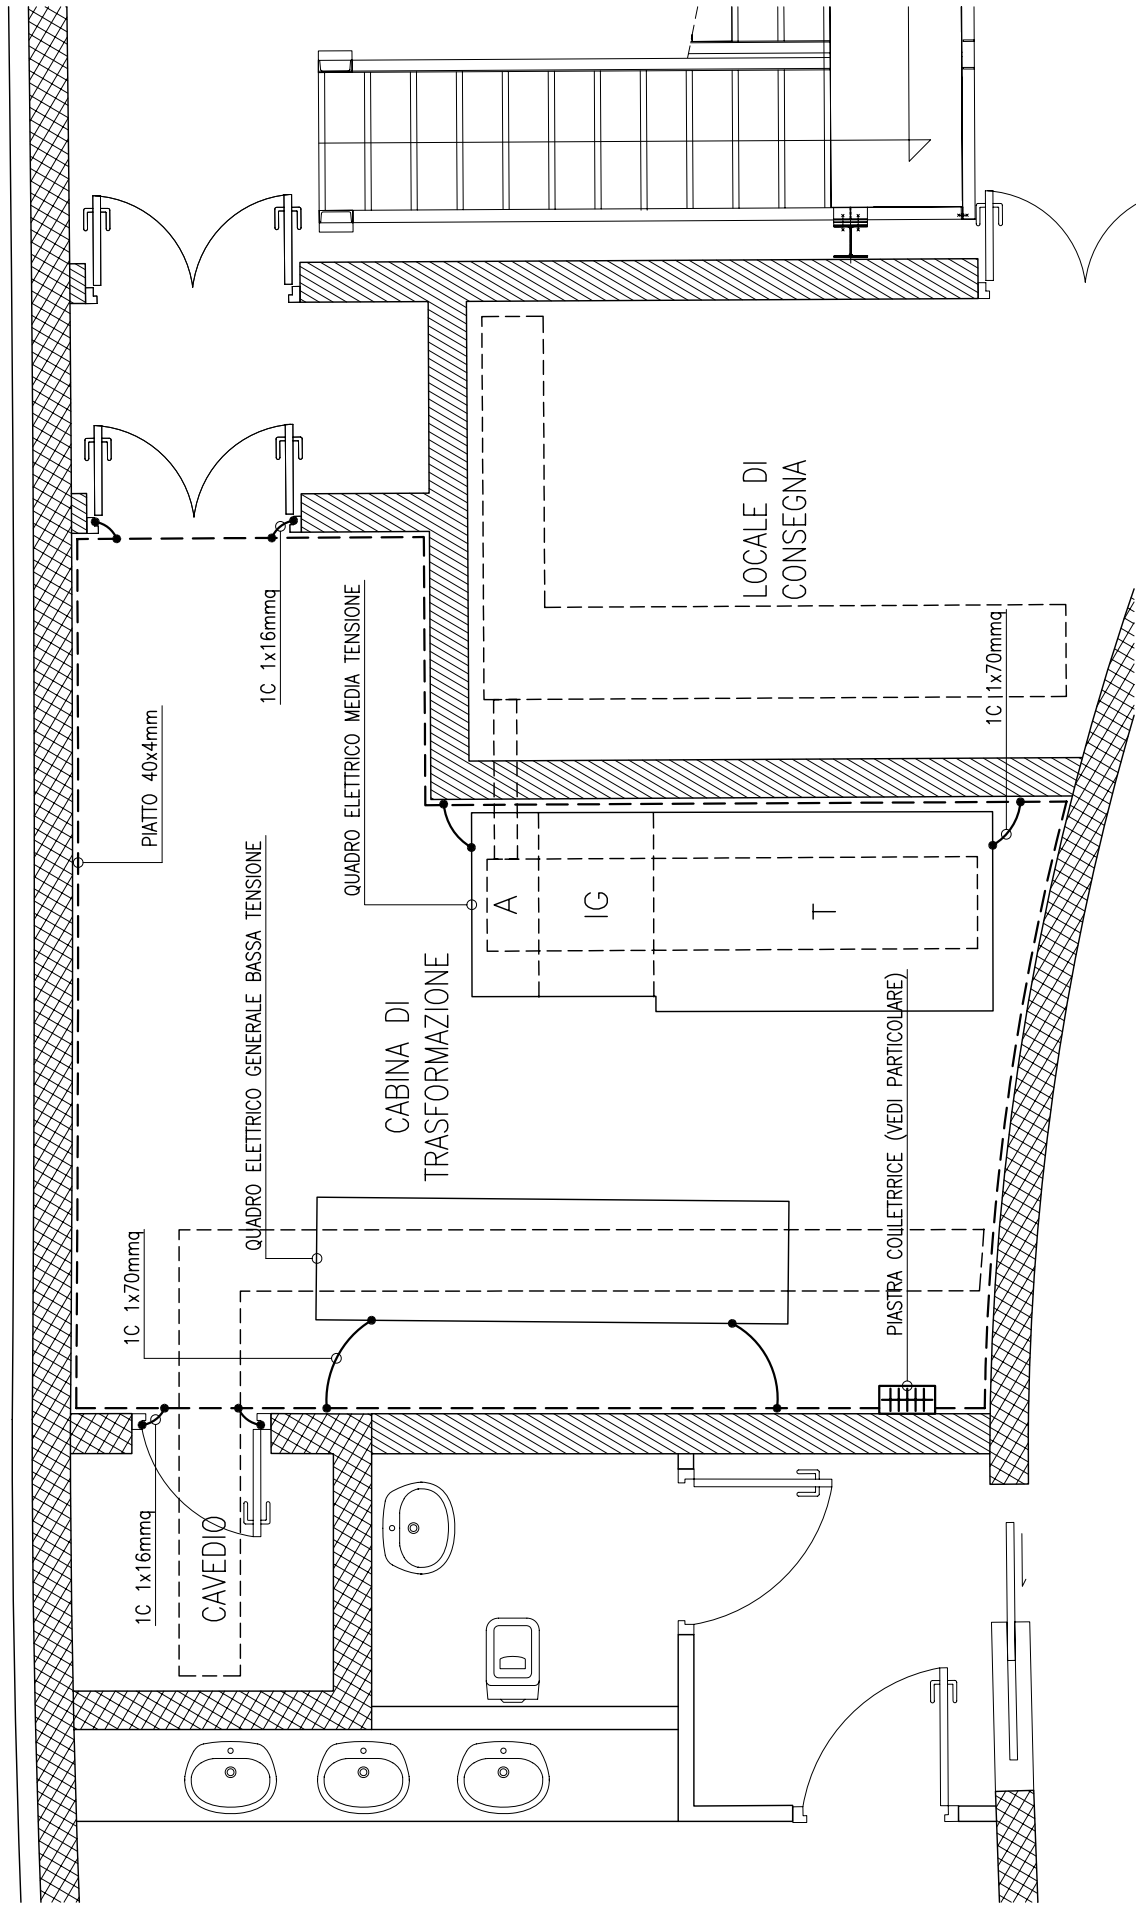 PIATTO 40x4mm
1C 1x16mmq
QUADRO ELETTRICO MEDIA TENSIONE
QUADRO ELETTRICO GENERALE BASSA TENSIONE
LOCALE DI
CONSEGNA
1C 1x70mmq
A
IG
T
CABINA DI
TRASFORMAZIONE
1C 1x70mmq
PIASTRA COLLETRRICE (VEDI PARTICOLARE)
1C 1x16mmq
CAVEDIO